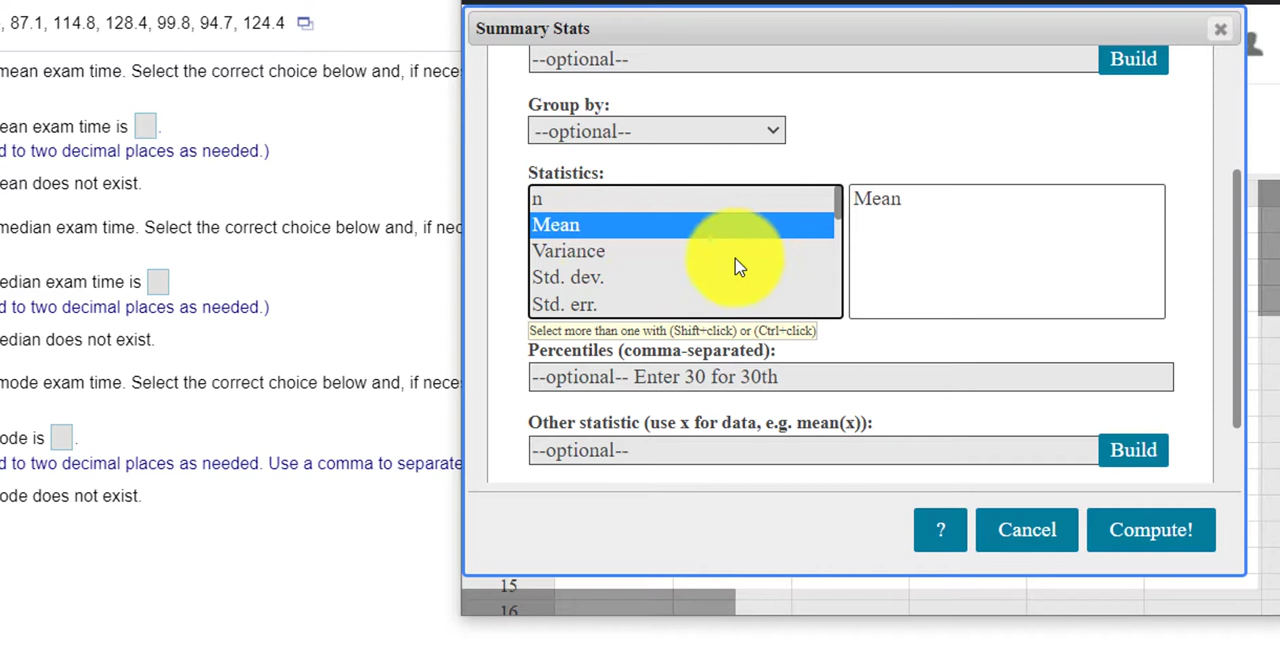 , 87.1, 114.8, 128.4, 99.8, 94.7, 124.4
mean exam time. Select the correct choice below and, if nece
ean exam time is
.
d to two decimal places as needed.)
ean does not exist.
median exam time. Select the correct choice below and, if nec
edian exam time is
d to two decimal places as needed.)
edian does not exist.
mode exam time. Select the correct choice below and, if nece
ode is
.
d to two decimal places as needed. Use a comma to separate
ode does not exist.
Summary Stats
--optional--
Build
Group by:
--optional--
Statistics:
n
Mean
Variance
Std. dev.
Std. err.
Mean
Select more than one with (Shift+click) or (Ctrl+click)
Percentiles (comma-separated):
--optional-- Enter 30 for 30th
Other statistic (use x for data, e.g. mean(x)):
--optional--
Build
?
Cancel
Compute!
15
16